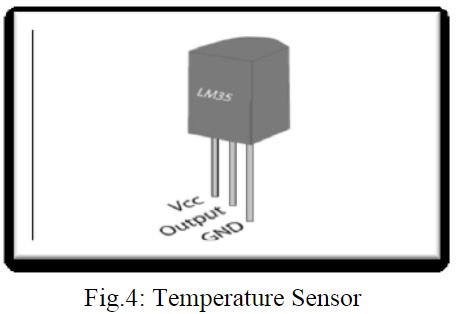 LM35
Vcc
Output
GND
Fig.4: Temperature Sensor